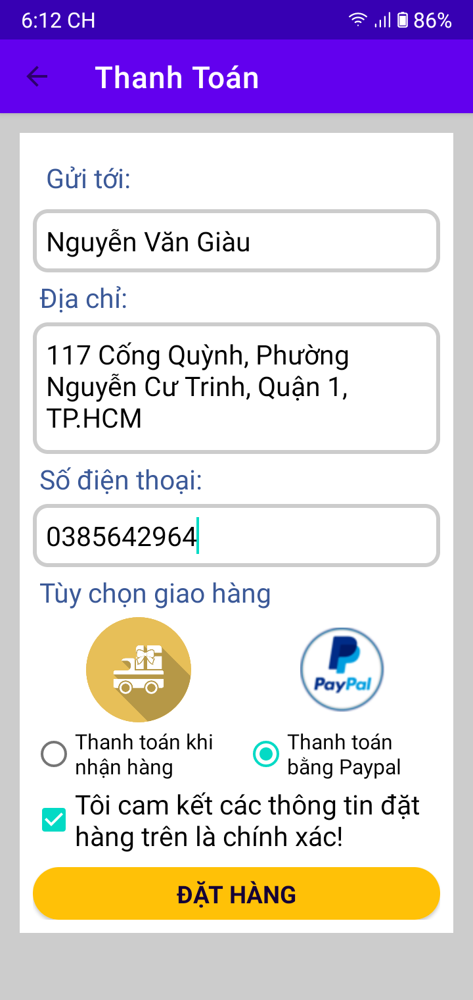 6:12 CH 86%
Thanh Toán
Gửi tới:
Nguyễn Văn Giàu
Địa chỉ:
117 Cống Quỳnh, Phường
Nguyễn Cư Trinh, Quận 1,
TP.HCM
Số điện thoại:
0385642964
Tùy chọn giao hàng
PayPal
Thanh toán khi
nhận hàng
Thanh toán
bằng Paypal
Tôi cam kết các thông tin đặt
hàng trên là chính xác!
ĐẶT HÀNG